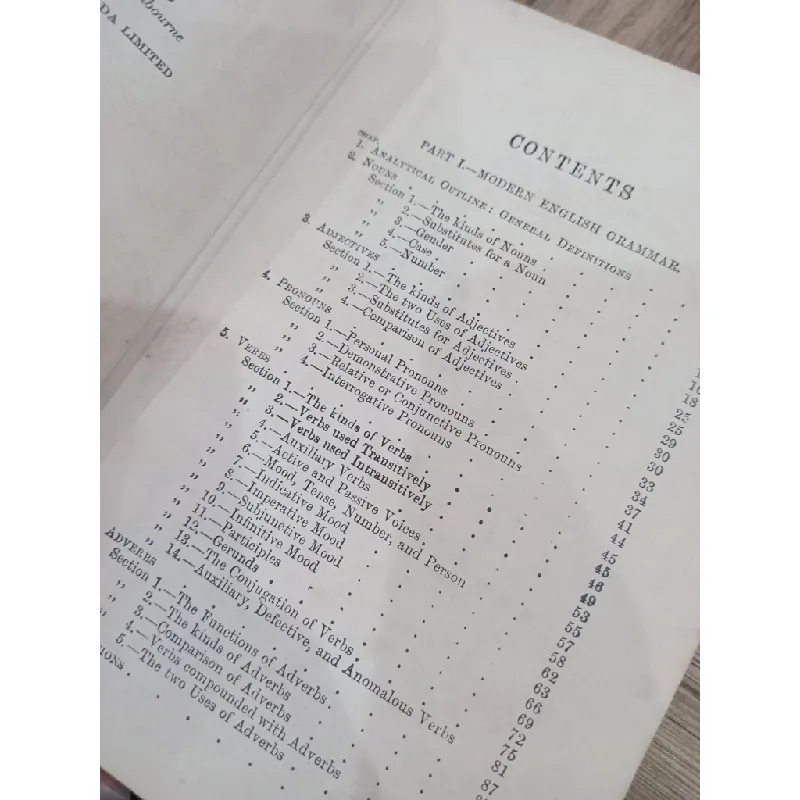 bourne
DA LIMITED
CONTENTS
PART I.—MODERN ENGLISH GRAMMAR.
CHAP.
1. ANALYTICAL OUTLINE: GENERAL DEFINITIONS
2. NOUNS
Section 1.—The kinds of Nouns
" 2.—Substitutes for a Noun
" 3.—Gender
" 4.—Case 16
" 5.—Number 18
3. ADJECTIVES 25
Section 1.—The kinds of Adjectives 25
" 2.—The two Uses of Adjectives 29
" 3.—Substitutes for Adjectives 30
" 4.—Comparison of Adjectives 30
4. PRONOUNS 33
Section 1.—Personal Pronouns 34
" 2.—Demonstrative Pronouns 37
" 3.—Relative or Conjunctive Pronouns 41
" 4.—Interrogative Pronouns 44
5. VERBS 45
Section 1.—The kinds of Verbs 45
" 2.—Verbs used Transitively 46
" 3.—Verbs used Intransitively 49
" 4.—Auxiliary Verbs 53
" 5.—Active and Passive Voices 55
" 6.—Mood, Tense, Number, and Person 57
" 7.—Indicative Mood 58
" 8.—Imperative Mood 62
" 9.—Subjunctive Mood 63
" 10.—Infinitive Mood 66
" 11.—Participles 69
" 12.—Gerunds 72
" 13.—The Conjugation of Verbs 75
" 14.—Auxiliary, Defective, and Anomalous Verbs 81
ADVERBS 87
Section 1.—The Functions of Adverbs
" 2.—The kinds of Adverbs
" 3.—Comparison of Adverbs
" 4.—Verbs compounded with Adverbs
" 5.—The two Uses of Adverbs
IONS